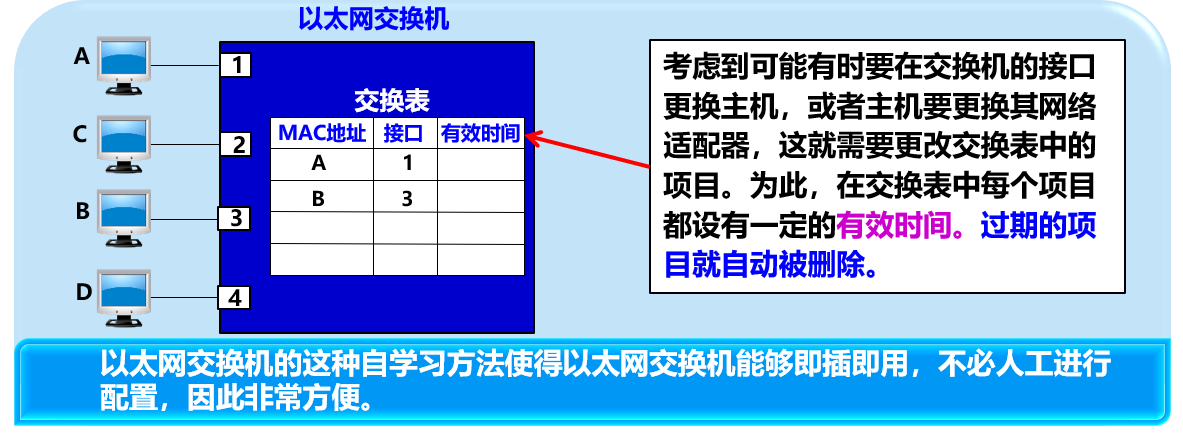 以太网交换机
A
1
交换表
MAC地址 接口 有效时间
A 1
B 3
C
2
B
3
D
4
考虑到可能有时要在交换机的接口
更换主机，或者主机要更换其网络
适配器，这就需要更改交换表中的
项目。为此，在交换表中每个项目
都设有一定的有效时间。过期的项
目就自动被删除。
以太网交换机的这种自学习方法使得以太网交换机能够即插即用，不必人工进行
配置，因此非常方便。